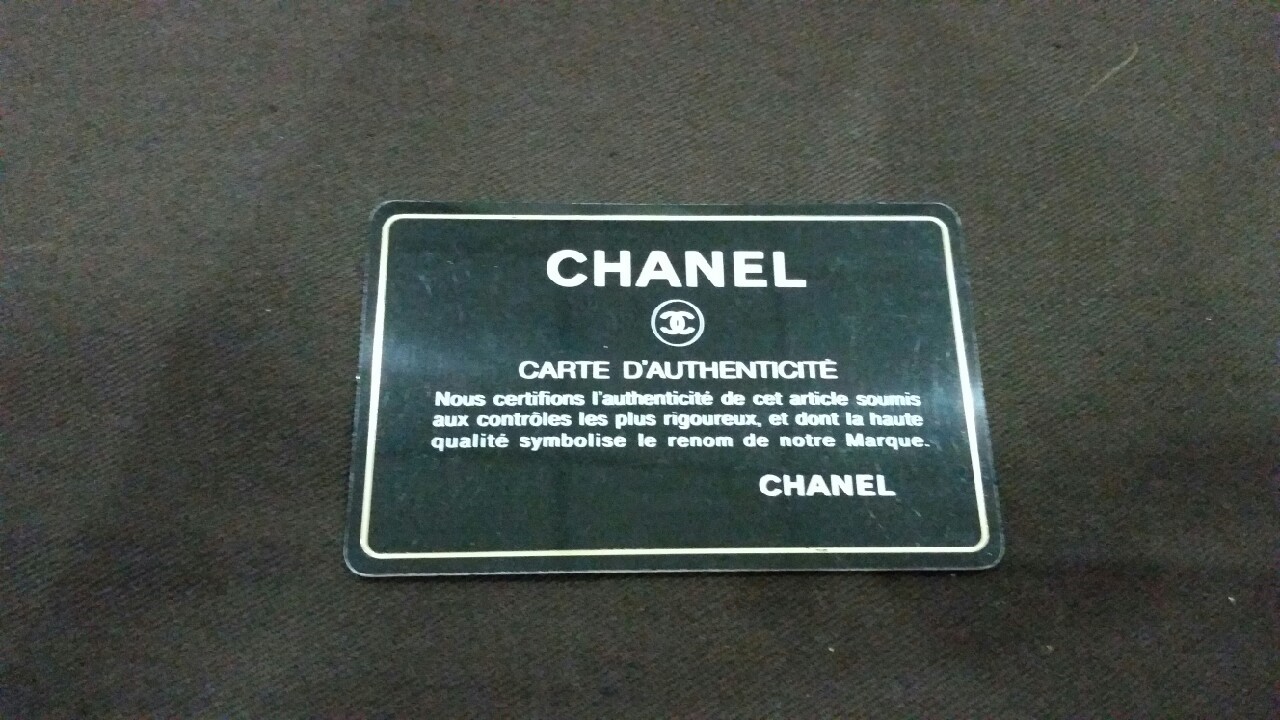 CHANEL
CARTE D'AUTHENTICITÉ
Nous certifions l'authenticité de cet article soumis
aux contrôles les plus rigoureux, et dont la haute
qualité symbolise le renom de notre Marque.
CHANEL